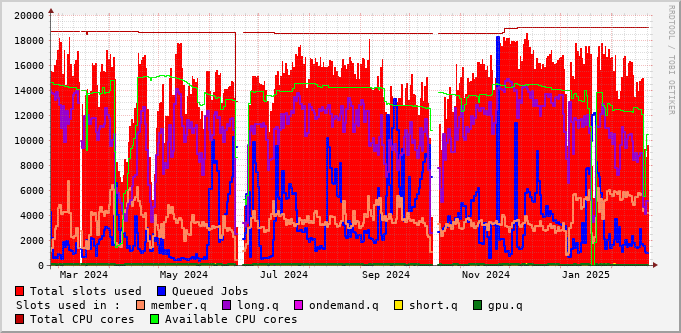 20000
18000
16000
14000
12000
10000
8000
6000
4000
2000
0
Mar 2024 May 2024 Jul 2024 Sep 2024 Nov 2024 Jan 2025
RRDTOOL / TOBI OETIKER
Total slots used Queued Jobs
Slots used in : member.q long.q ondemand.q short.q gpu.q
Total CPU cores Available CPU cores